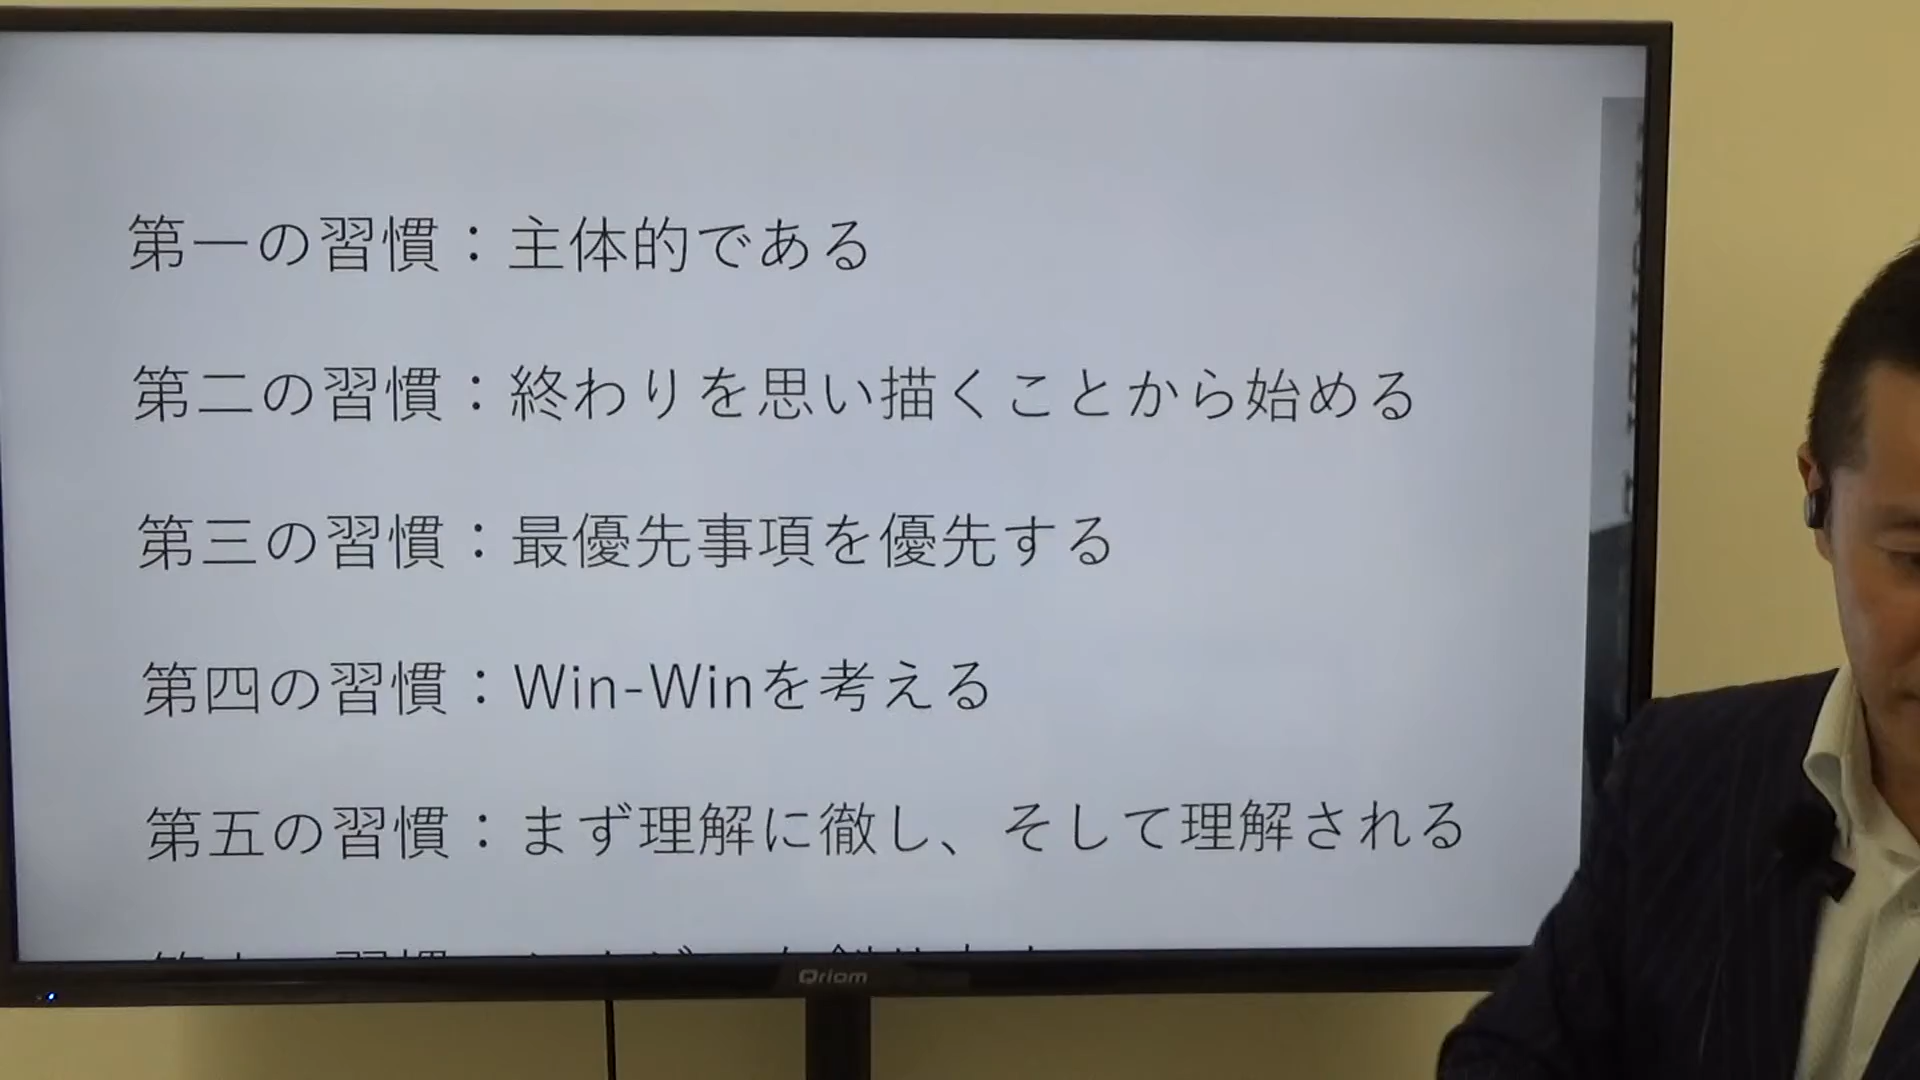 第一の習慣：主体的である
第二の習慣：終わりを思い描くことから始める
第三の習慣：最優先事項を優先する
第四の習慣：Win-Winを考える
第五の習慣：まず理解に徹し、そして理解される
Qriom